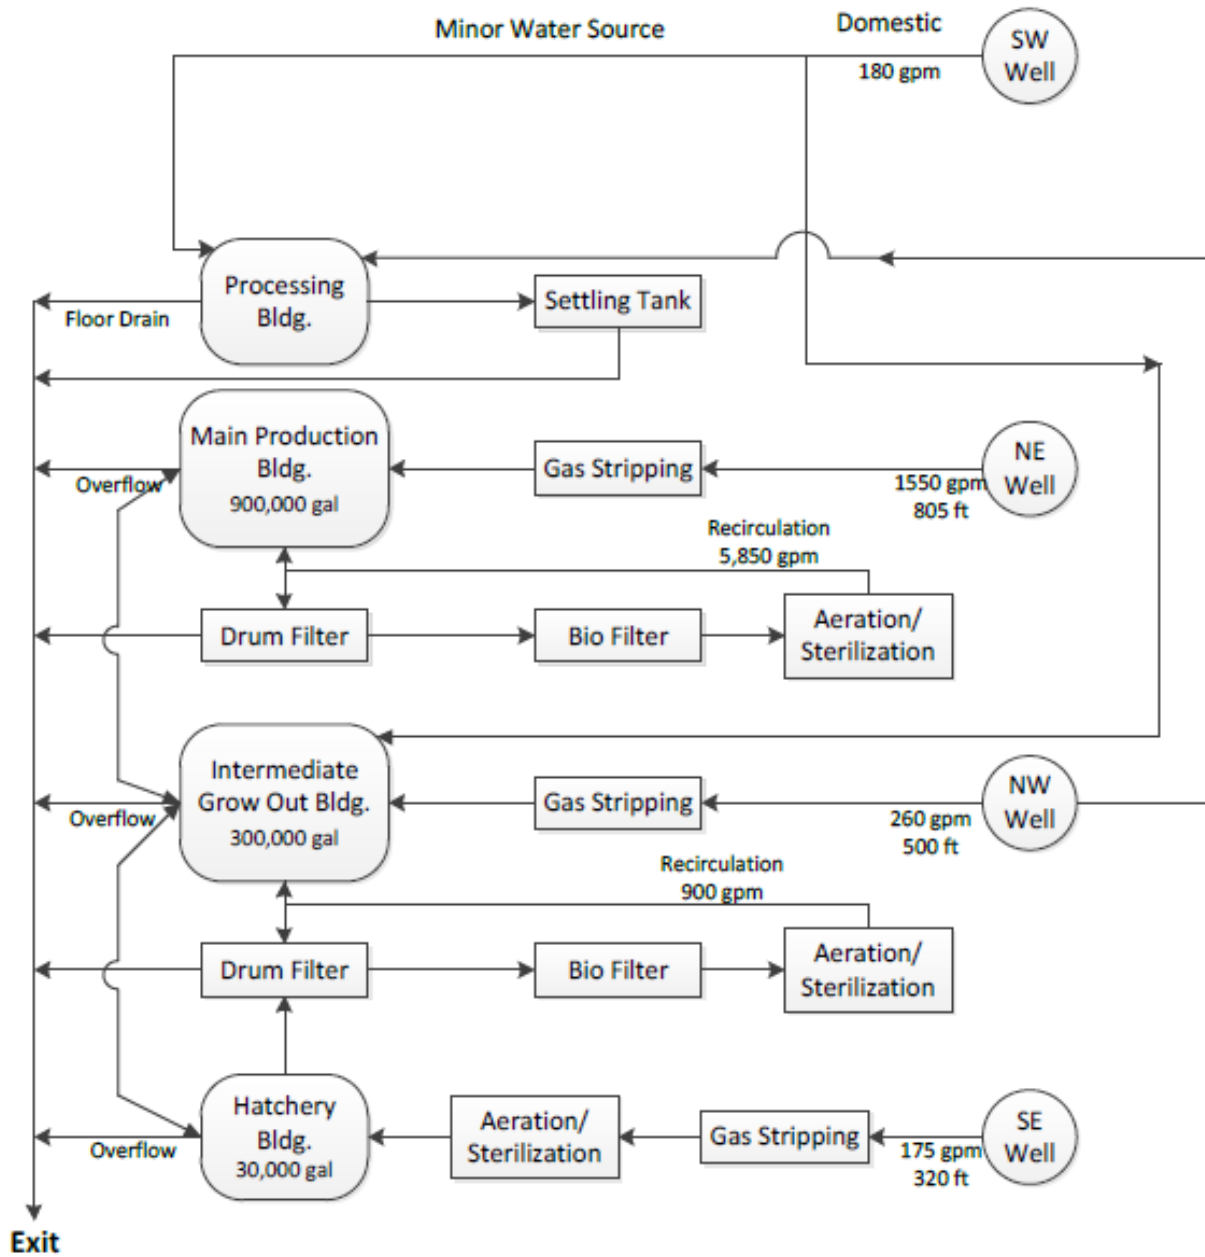 Minor Water Source
Domestic
SW
Well
180 gpm
Processing
Bldg.
Settling Tank
Floor Drain
Main Production
Bldg.
900,000 gal
Gas Stripping
NE
Well
1550 gpm
805 ft
Overflow
Recirculation
5,850 gpm
Drum Filter
Bio Filter
Aeration/
Sterilization
Intermediate
Grow Out Bldg.
300,000 gal
Gas Stripping
NW
Well
260 gpm
500 ft
Overflow
Recirculation
900 gpm
Drum Filter
Bio Filter
Aeration/
Sterilization
Hatchery
Bldg.
30,000 gal
Aeration/
Sterilization
Gas Stripping
SE
Well
175 gpm
320 ft
Overflow
Exit